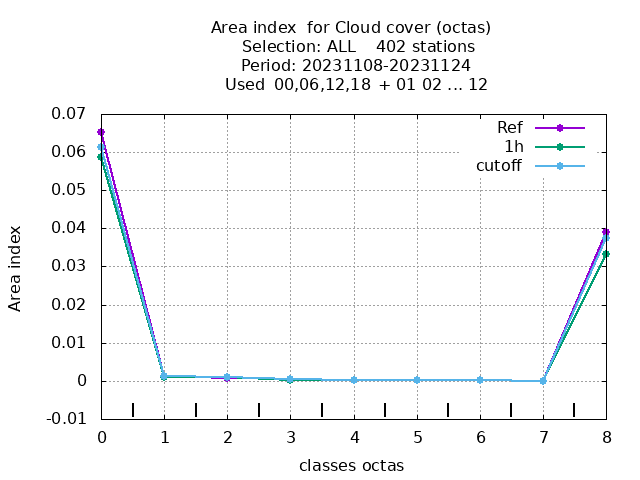 Area index  for Cloud cover (octas)
Selection: ALL    402 stations
Period: 20231108-20231124
Used  00,06,12,18  + 01 02 ... 12
0.07
Ref
1h
cutoff
0.06
0.05
0.04
0.03
0.02
0.01
0
-0.01
Area index
0 1 2 3 4 5 6 7 8
classes octas